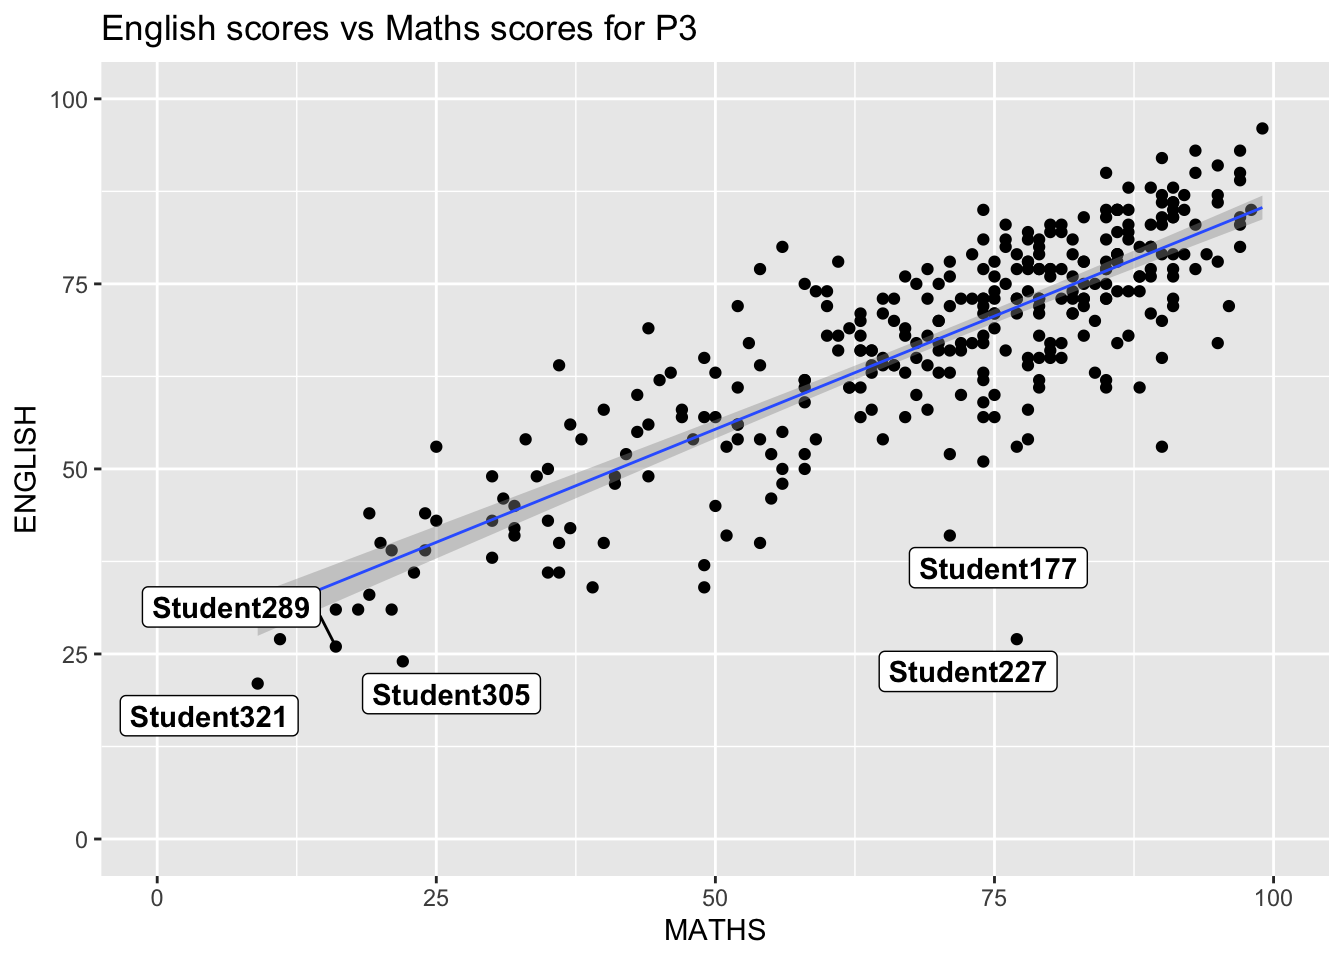 English scores vs Maths scores for P3
100
75
50
25
0
ENGLISH
Student177
Student289
Student227
Student305
Student321
0 25 50 75 100
MATHS